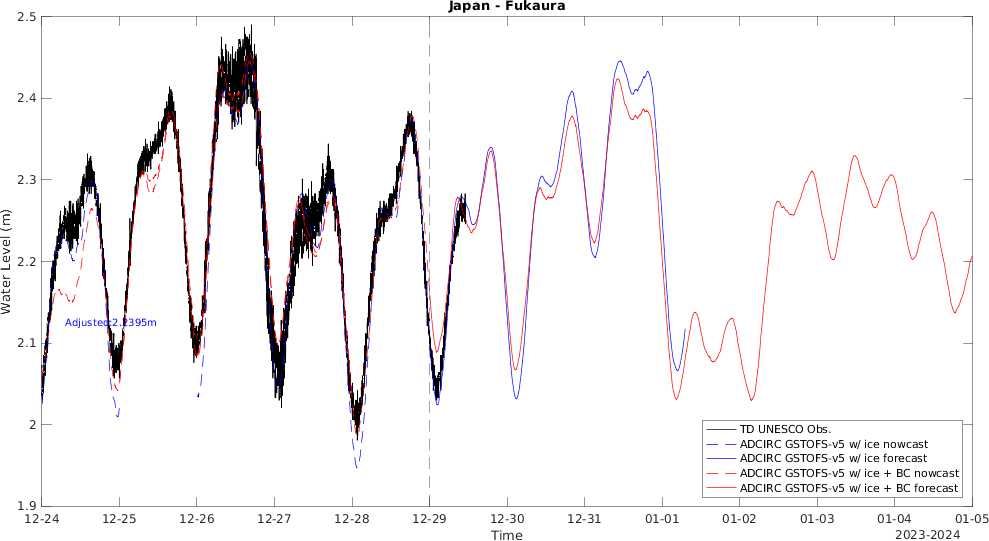 Japan - Fukaura
2.5
2.4
2.3
2.2
2.1
2
1.9
Water Level (m)
Adjusted:2.2395m
TD UNESCO Obs.
ADCIRC GSTOFS-v5 w/ ice nowcast
ADCIRC GSTOFS-v5 w/ ice forecast
ADCIRC GSTOFS-v5 w/ ice + BC nowcast
ADCIRC GSTOFS-v5 w/ ice + BC forecast
12-24 12-25 12-26 12-27 12-28 12-29 12-30 12-31 01-01 01-02 01-03 01-04 01-05
Time
2023-2024